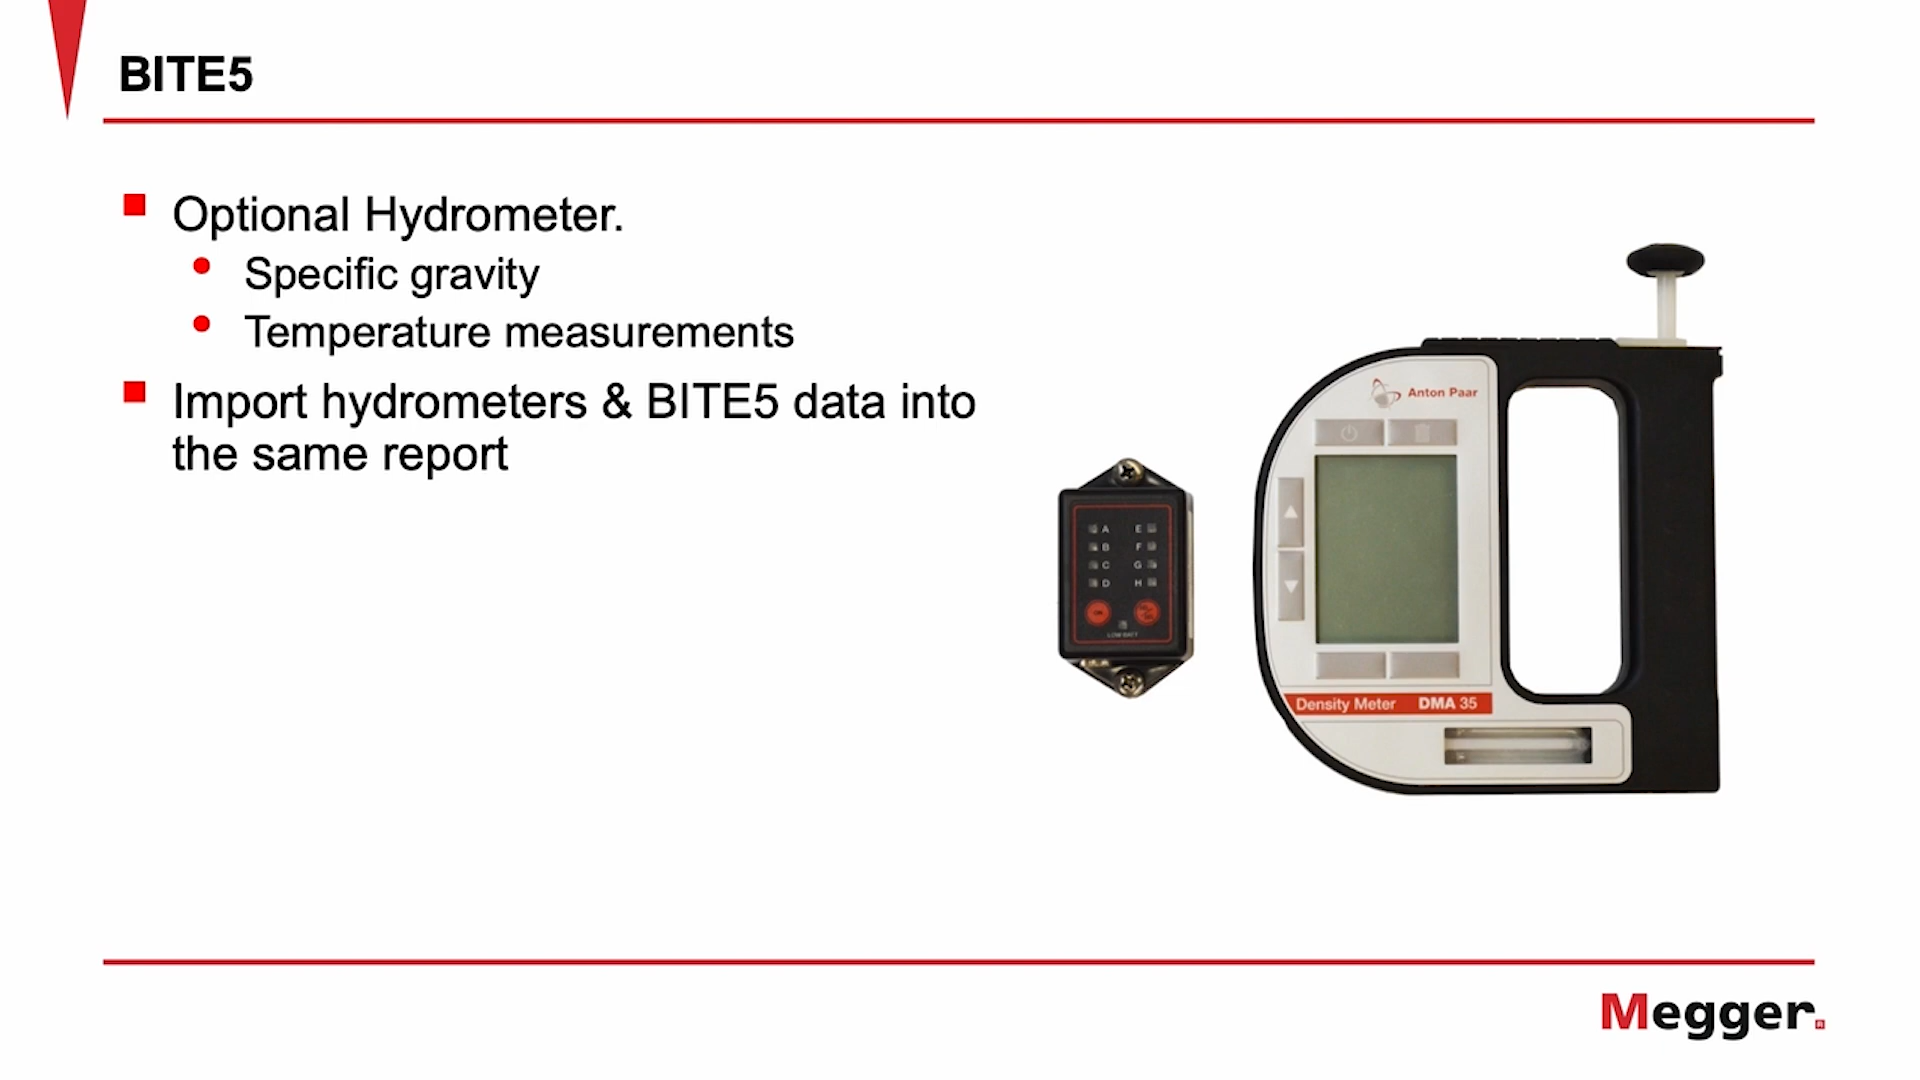 BITE5
Optional Hydrometer.
Specific gravity
Temperature measurements
Import hydrometers & BITE5 data into
the same report
Anton Paar
A E
B F
C G
D H
LOW BATT
Density Meter DMA 35
Megger.